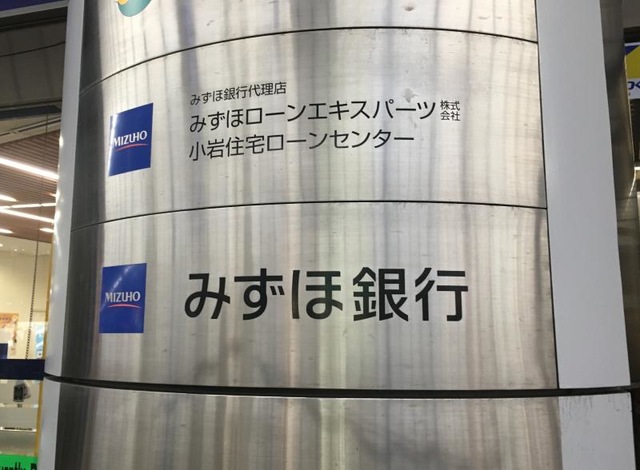 みずほ銀行代理店
MIZUHO
みずほローンエキスパーツ株式会社
小岩住宅ローンセンター
MIZUHO
みずほ銀行